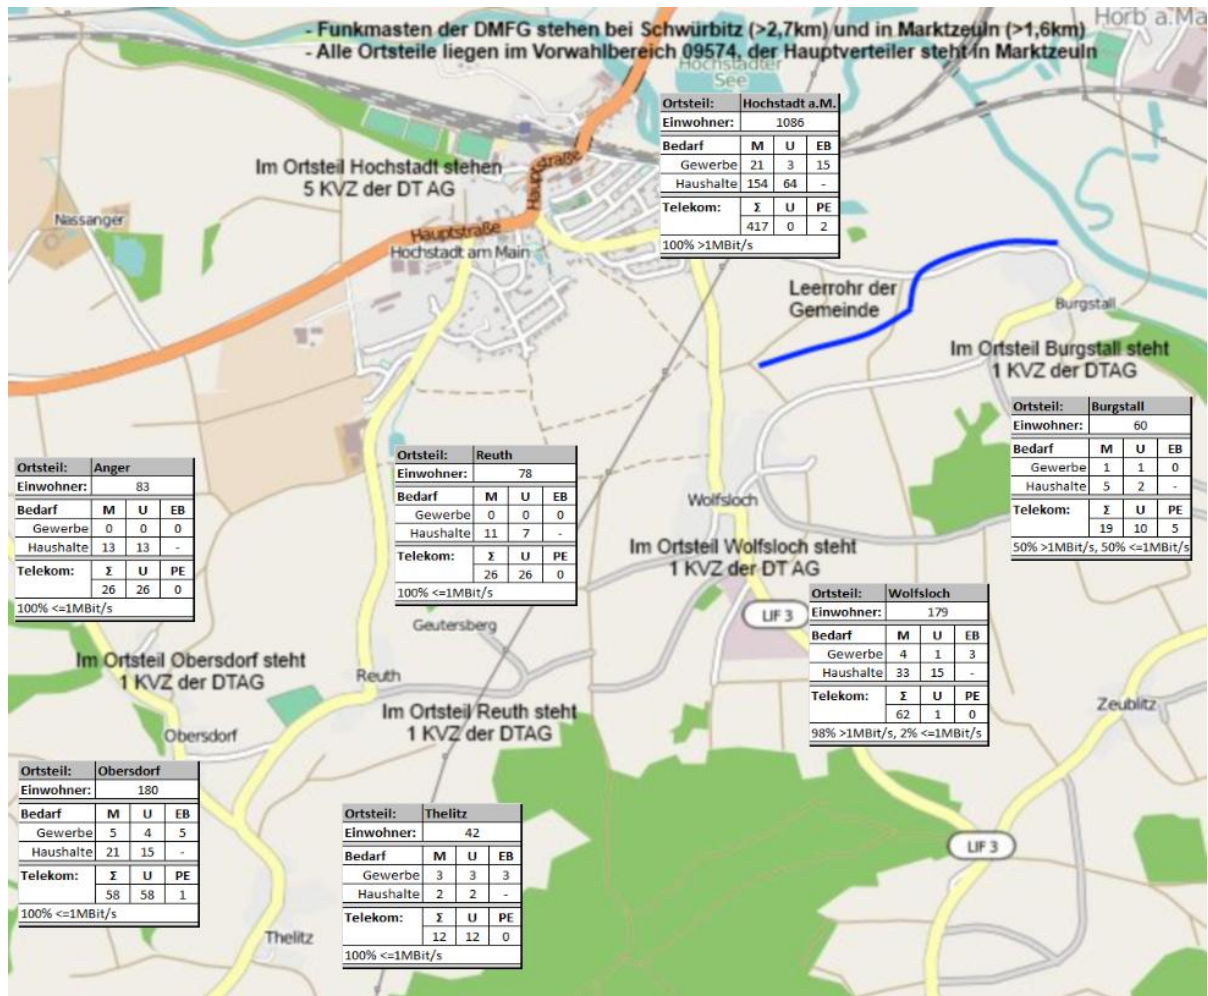 - Funkmasten der DMFG stehen bei Schwürbitz (>2,7km) und in Marktzeuln (>1,6km)
- Alle Ortsteile liegen im Vorwahlbereich 09574, der Hauptverteiler steht in Marktzeuln
Horb a.Ma
Hochstadter
See
Ortsteil: Hochstadt a.M.
Einwohner: 1086
Bedarf M U EB
Gewerbe 21 3 15
Haushalte 154 64 -
Telekom: Σ U PE
417 0 2
100% >1MBit/s
Im Ortsteil Hochstadt stehen
5 KVZ der DT AG
Hauptstraße
Nassanger
Hauptstraße
Hochstadt am Main
Leerrohr der
Gemeinde
Burgstall
Im Ortsteil Burgstall steht
1 KVZ der DTAG
Ortsteil: Burgstall
Einwohner: 60
Bedarf M U EB
Gewerbe 1 1 0
Haushalte 5 2 -
Telekom: Σ U PE
19 10 5
50% >1MBit/s, 50% <=1MBit/s
Ortsteil: Anger
Einwohner: 83
Bedarf M U EB
Gewerbe 0 0 0
Haushalte 13 13 -
Telekom: Σ U PE
26 26 0
100% <=1MBit/s
Ortsteil: Reuth
Einwohner: 78
Bedarf M U EB
Gewerbe 0 0 0
Haushalte 11 7 -
Telekom: Σ U PE
26 26 0
100% <=1MBit/s
Wolfsloch
Im Ortsteil Wolfsloch steht
1 KVZ der DT AG
LIF 3
Ortsteil: Wolfsloch
Einwohner: 179
Bedarf M U EB
Gewerbe 4 1 3
Haushalte 33 15 -
Telekom: Σ U PE
62 1 0
98% >1MBit/s, 2% <=1MBit/s
Geutersberg
Im Ortsteil Obersdorf steht
1 KVZ der DTAG
Reuth
Im Ortsteil Reuth steht
1 KVZ der DTAG
Zeublitz
Obersdorf
Ortsteil: Obersdorf
Einwohner: 180
Bedarf M U EB
Gewerbe 5 4 5
Haushalte 21 15 -
Telekom: Σ U PE
58 58 1
100% <=1MBit/s
Ortsteil: Thelitz
Einwohner: 42
Bedarf M U EB
Gewerbe 3 3 3
Haushalte 2 2 -
Telekom: Σ U PE
12 12 0
100% <=1MBit/s
LIF 3
Thelitz